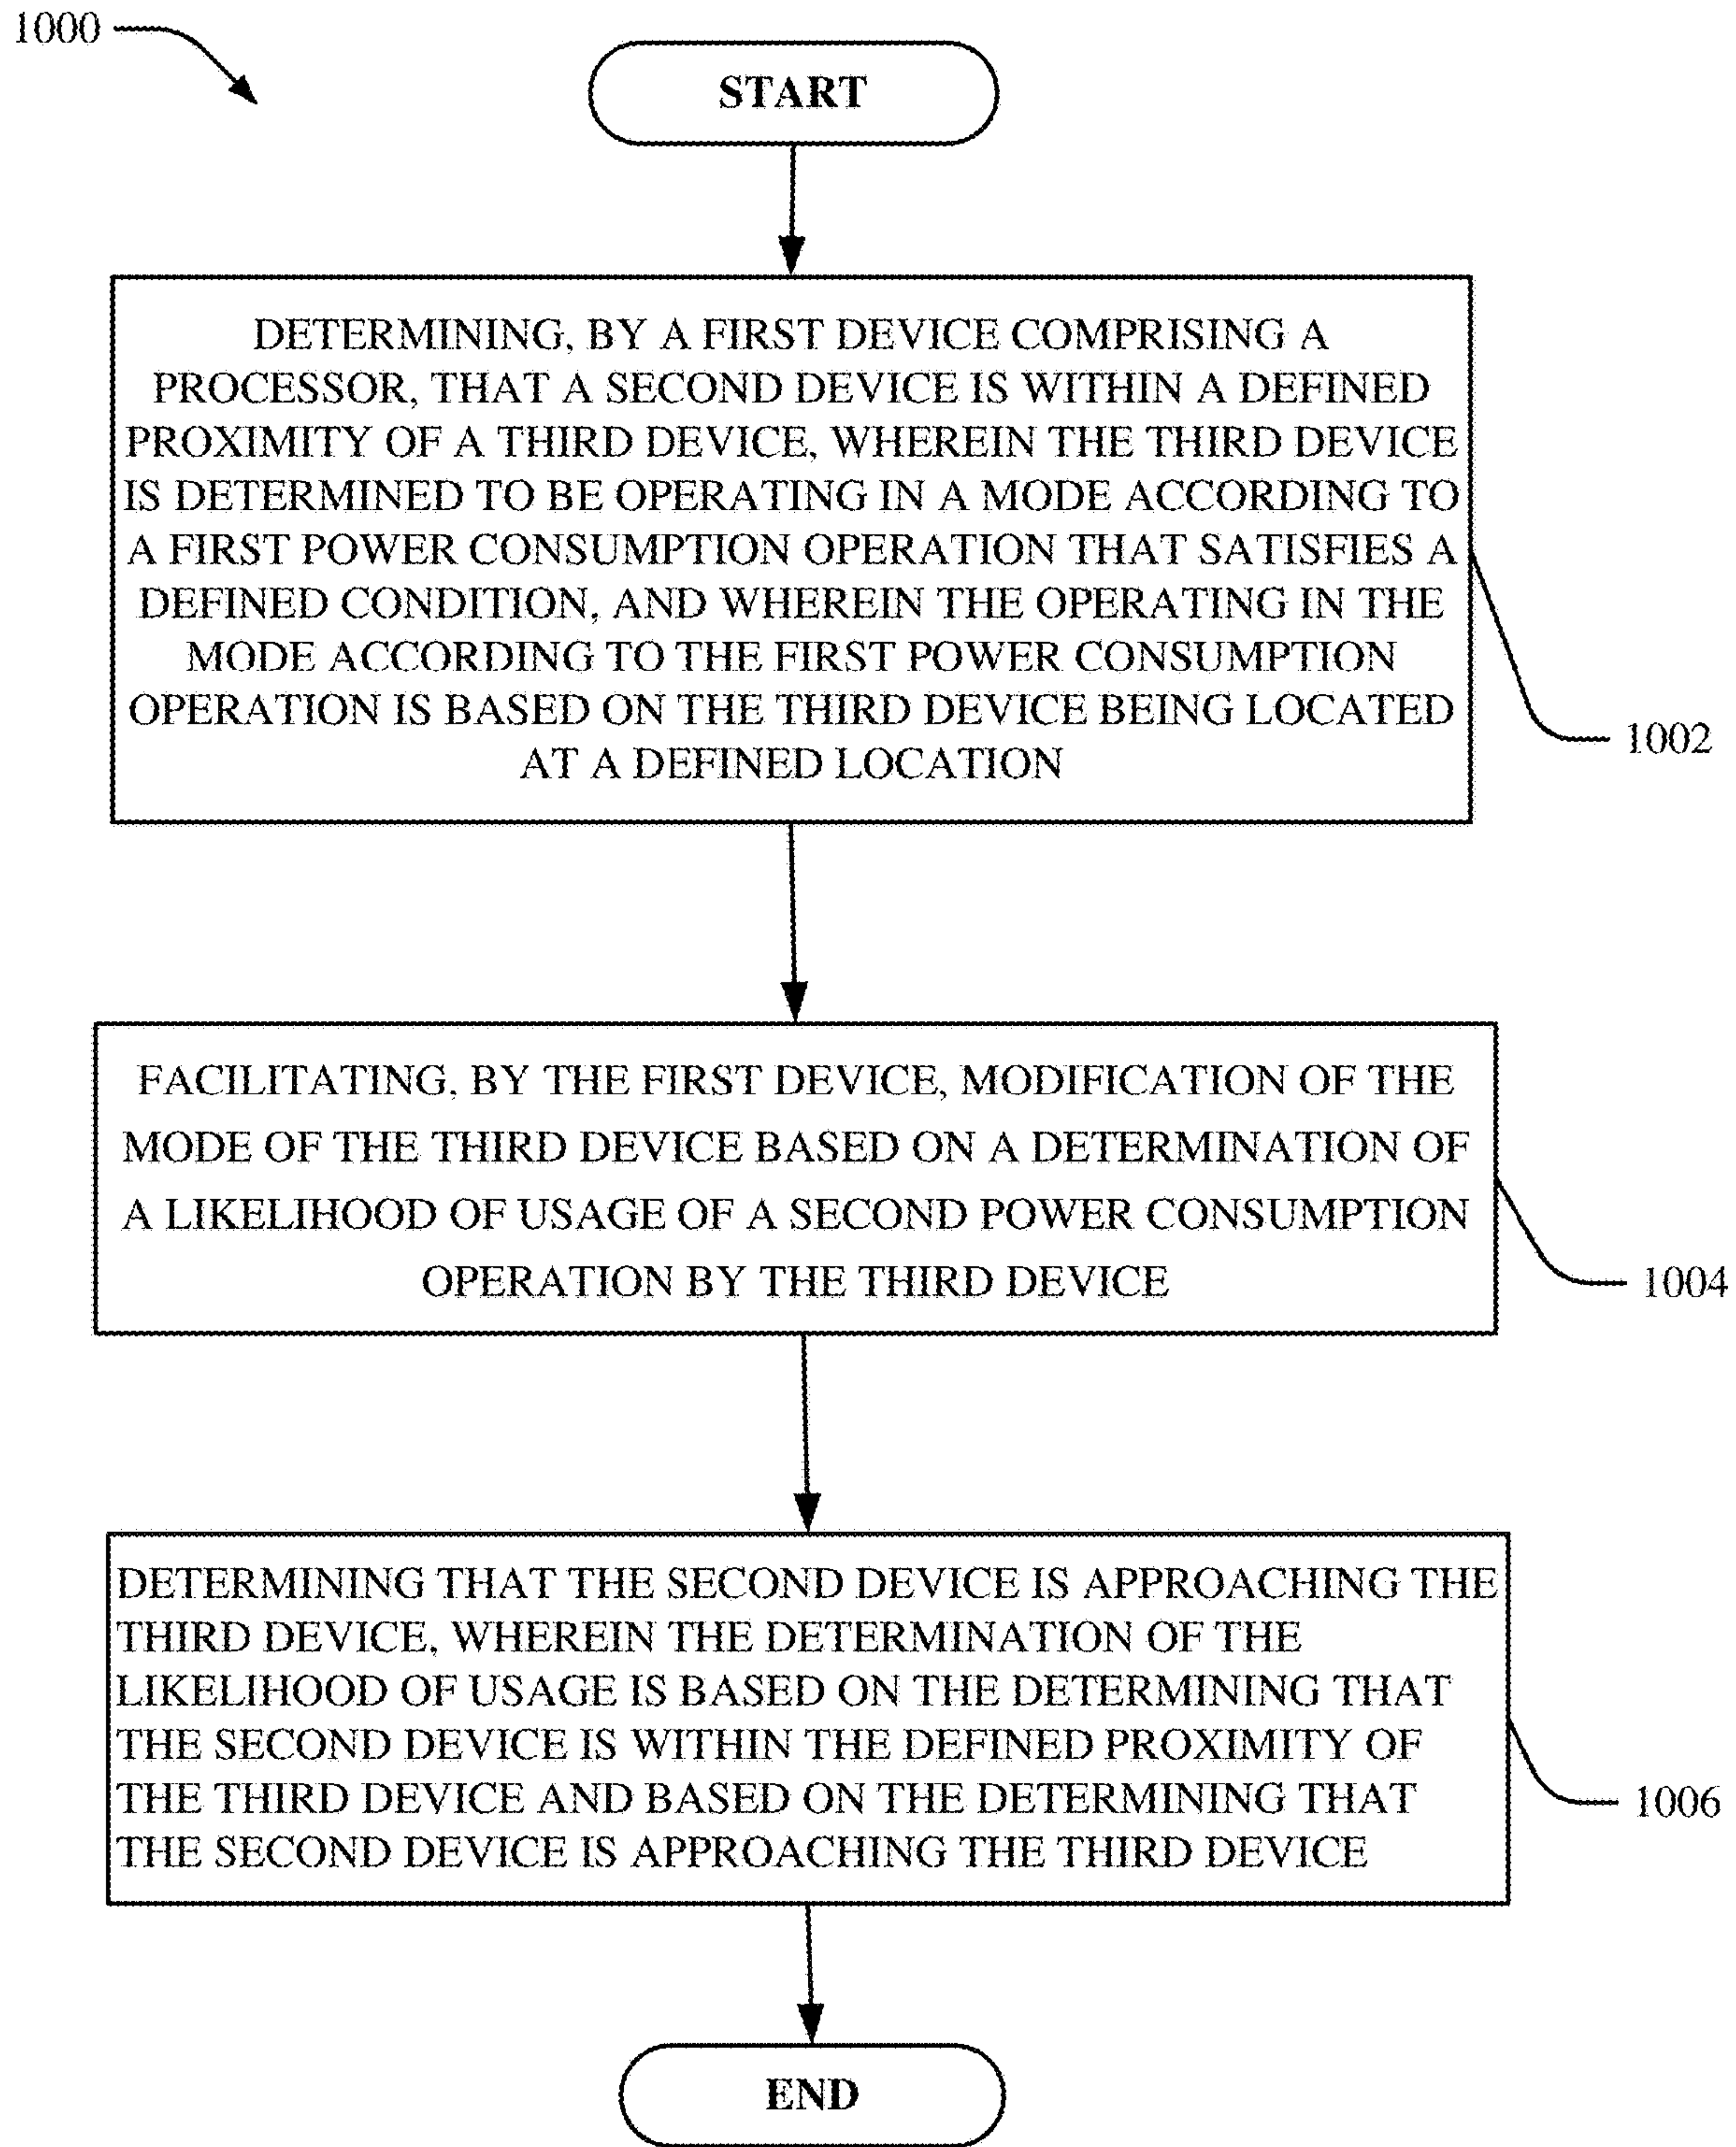 1000
START
DETERMINING, BY A FIRST DEVICE COMPRISING A
PROCESSOR, THAT A SECOND DEVICE IS WITHIN A DEFINED
PROXIMITY OF A THIRD DEVICE, WHEREIN THE THIRD DEVICE
IS DETERMINED TO BE OPERATING IN A MODE ACCORDING TO
A FIRST POWER CONSUMPTION OPERATION THAT SATISFIES A
DEFINED CONDITION, AND WHEREIN THE OPERATING IN THE
MODE ACCORDING TO THE FIRST POWER CONSUMPTION
OPERATION IS BASED ON THE THIRD DEVICE BEING LOCATED
AT A DEFINED LOCATION
1002
FACILITATING, BY THE FIRST DEVICE, MODIFICATION OF THE
MODE OF THE THIRD DEVICE BASED ON A DETERMINATION OF
A LIKELIHOOD OF USAGE OF A SECOND POWER CONSUMPTION
OPERATION BY THE THIRD DEVICE
1004
DETERMINING THAT THE SECOND DEVICE IS APPROACHING THE
THIRD DEVICE, WHEREIN THE DETERMINATION OF THE
LIKELIHOOD OF USAGE IS BASED ON THE DETERMINING THAT
THE SECOND DEVICE IS WITHIN THE DEFINED PROXIMITY OF
THE THIRD DEVICE AND BASED ON THE DETERMINING THAT
THE SECOND DEVICE IS APPROACHING THE THIRD DEVICE
1006
END